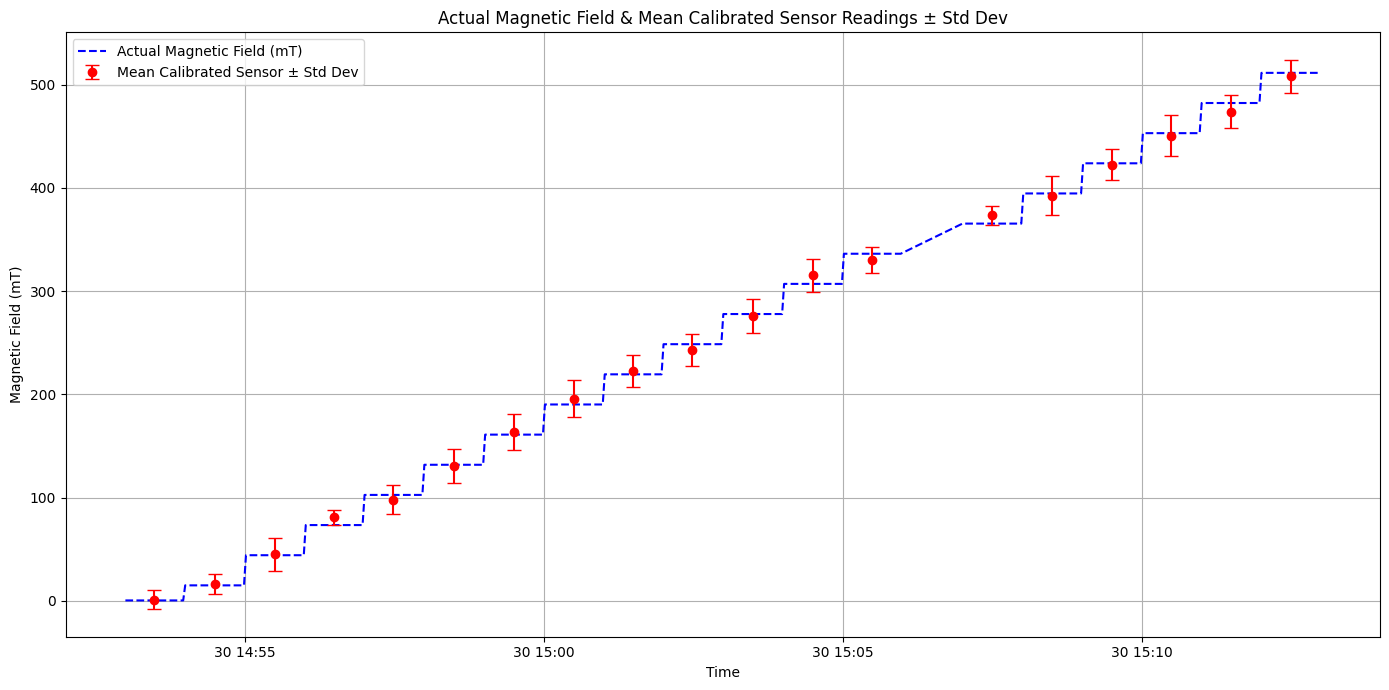 Actual Magnetic Field & Mean Calibrated Sensor Readings ± Std Dev
Actual Magnetic Field (mT)
Mean Calibrated Sensor ± Std Dev
Magnetic Field (mT)
500
400
300
200
100
0
30 14:55 30 15:00 30 15:05 30 15:10
Time